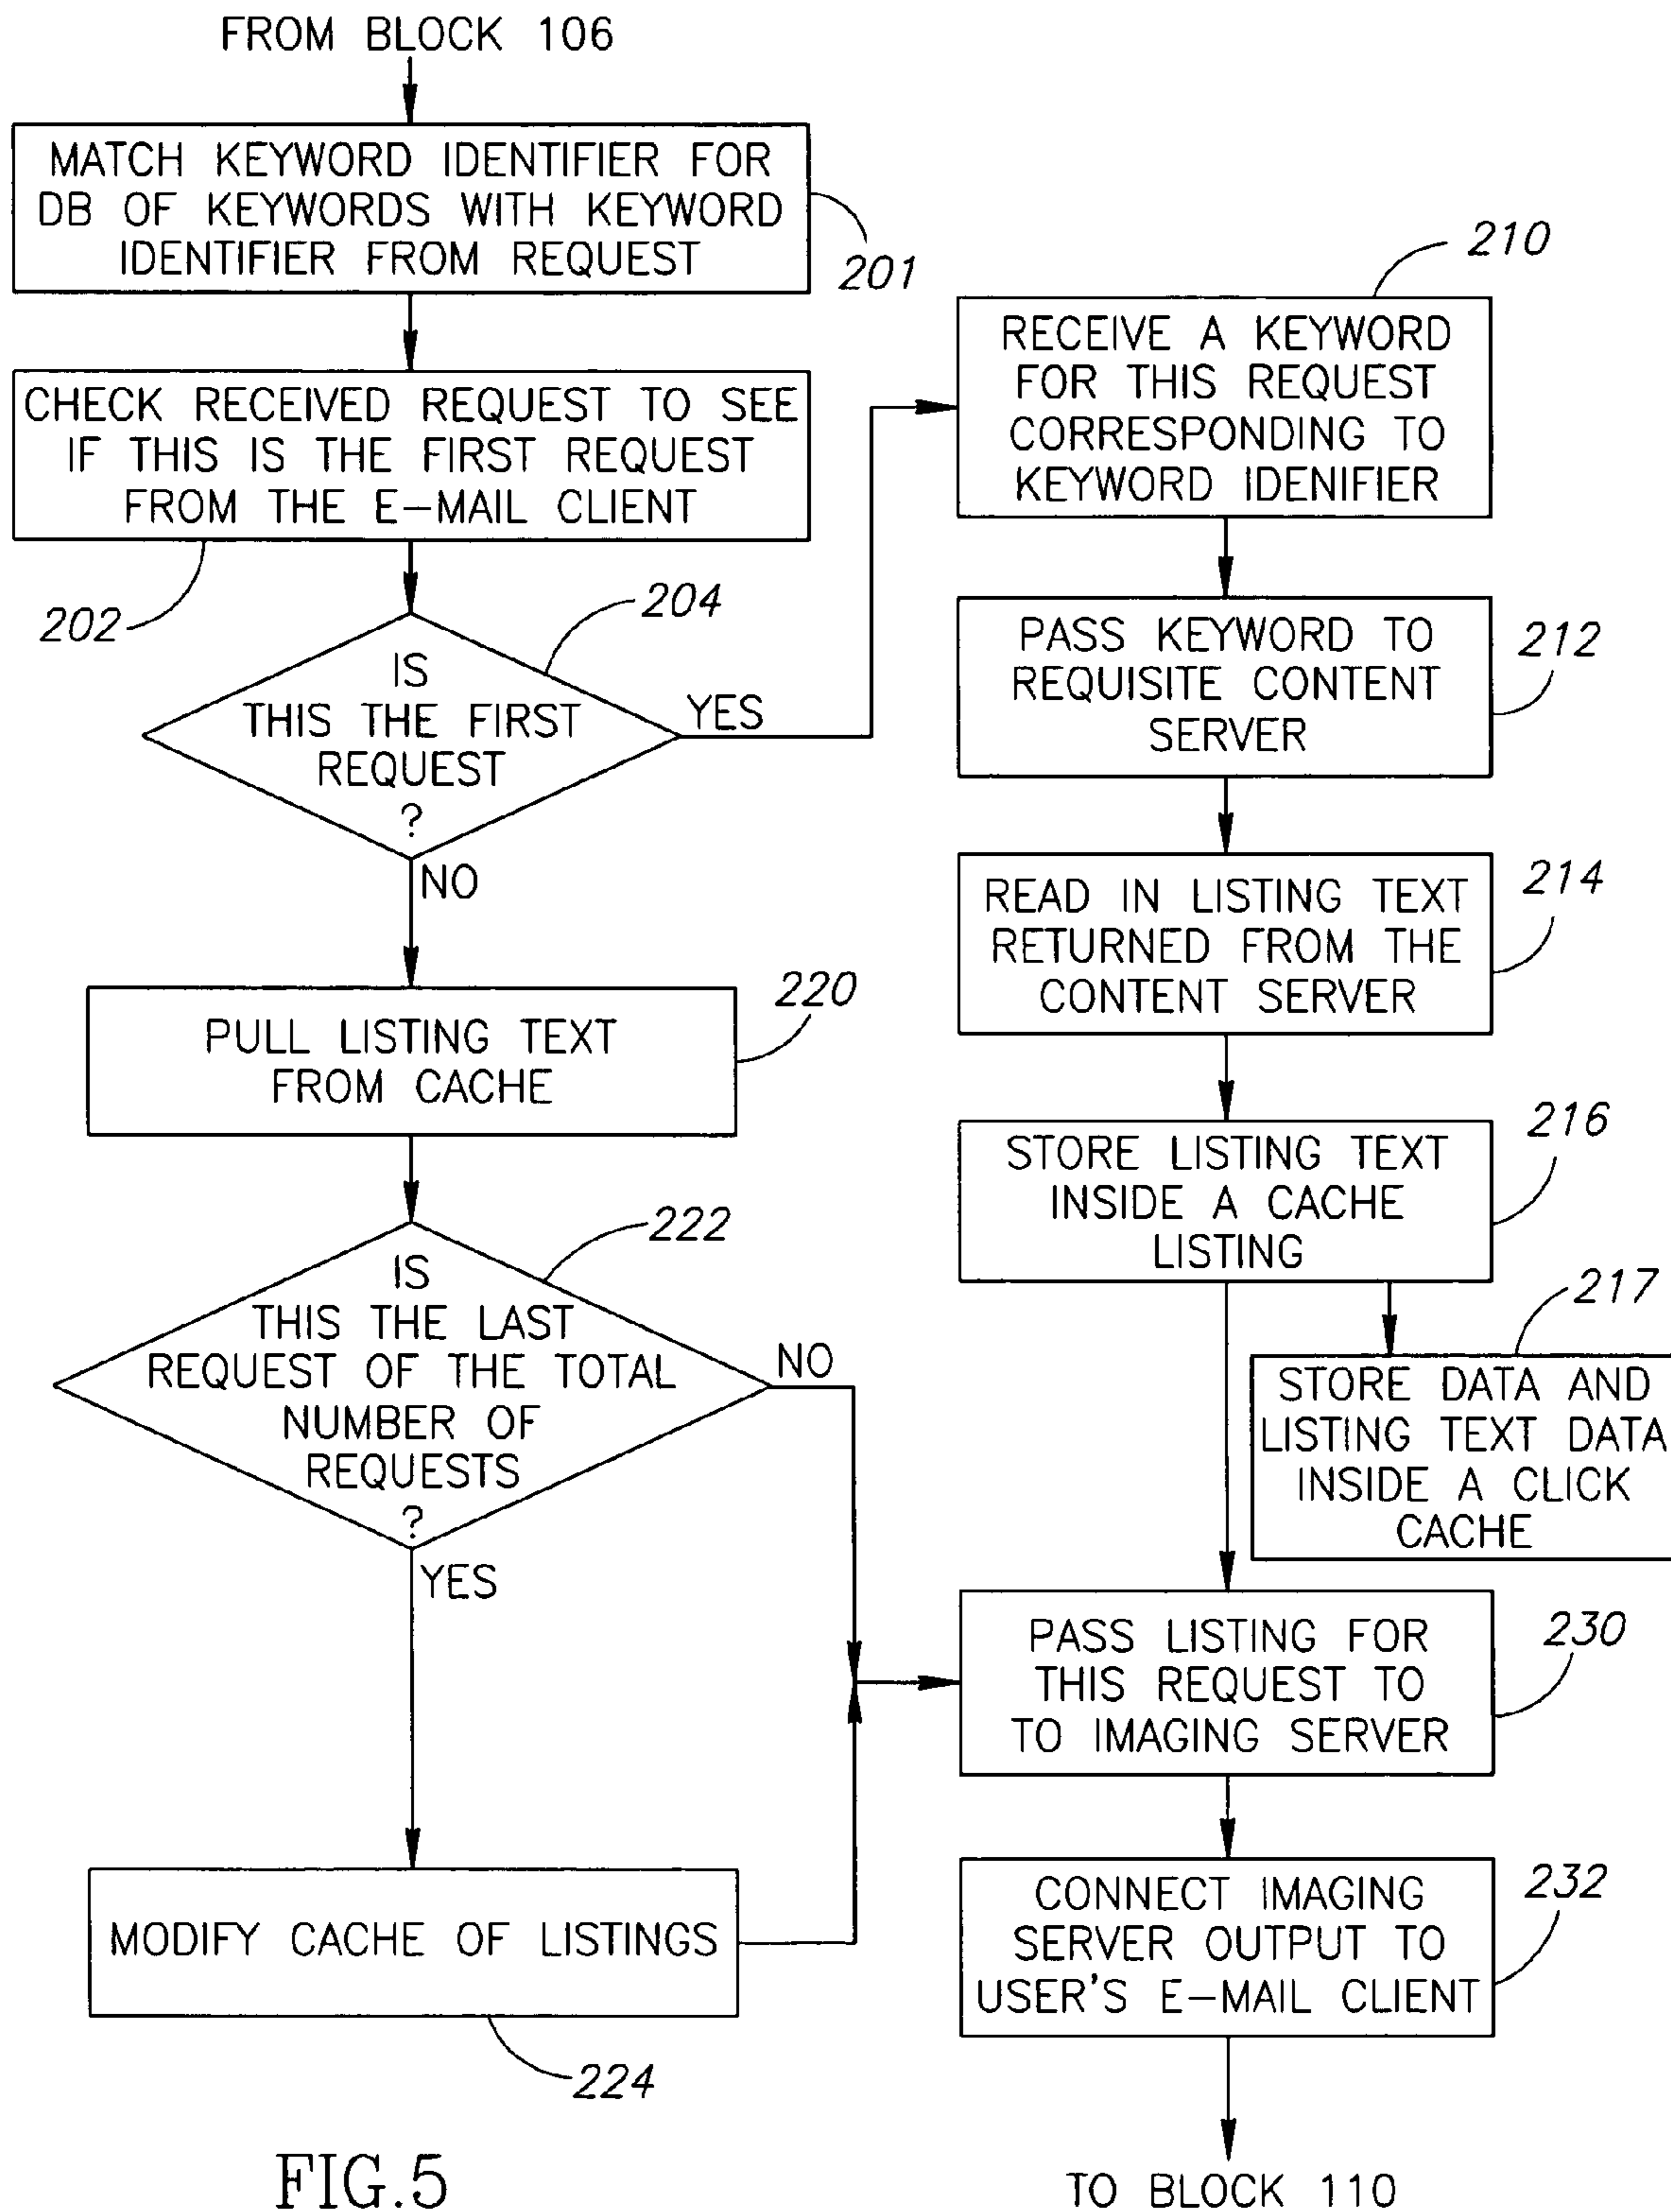 FROM BLOCK 106
MATCH KEYWORD IDENTIFIER FOR
DB OF KEYWORDS WITH KEYWORD
IDENTIFIER FROM REQUEST
201
CHECK RECEIVED REQUEST TO SEE
IF THIS IS THE FIRST REQUEST
FROM THE E-MAIL CLIENT
202
204
IS
THIS THE FIRST
REQUEST
?
YES
NO
220
PULL LISTING TEXT
FROM CACHE
222
IS
THIS THE LAST
REQUEST OF THE TOTAL
NUMBER OF
REQUESTS
?
NO
YES
MODIFY CACHE OF LISTINGS
224
210
RECEIVE A KEYWORD
FOR THIS REQUEST
CORRESPONDING TO
KEYWORD IDENIFIER
PASS KEYWORD TO
REQUISITE CONTENT
SERVER
212
READ IN LISTING TEXT
RETURNED FROM THE
CONTENT SERVER
214
STORE LISTING TEXT
INSIDE A CACHE
LISTING
216
217
STORE DATA AND
LISTING TEXT DATA
INSIDE A CLICK
CACHE
PASS LISTING FOR
THIS REQUEST TO
TO IMAGING SERVER
230
CONNECT IMAGING
SERVER OUTPUT TO
USER'S E-MAIL CLIENT
232
TO BLOCK 110
FIG.5